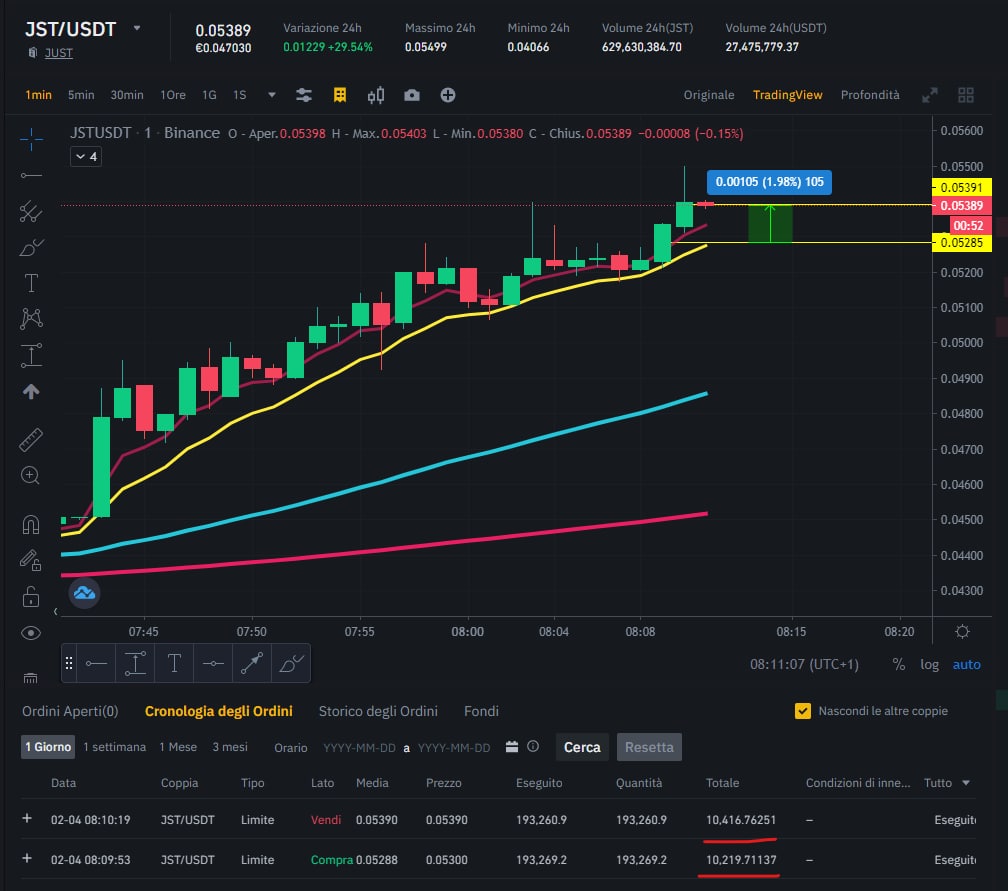 JST/USDT
JUST
0.05389
€0.047030
Variazione 24h
0.01229 +29.54%
Massimo 24h
0.05499
Minimo 24h
0.04066
Volume 24h(JST)
629,630,384.70
Volume 24h(USDT)
27,475,779.37
1min 5min 30min 1Ore 1G 1S
Originale TradingView Profondità
JSTUSDT · 1 · Binance O - Aper.0.05398 H - Max.0.05403 L - Min.0.05380 C - Chius.0.05389 −0.00008 (−0.15%)
4
0.00105 (1.98%) 105
0.05600
0.05500
0.05391
0.05389
00:52
0.05285
0.05200
0.05100
0.05000
0.04900
0.04800
0.04700
0.04600
0.04500
0.04400
0.04300
07:45 07:50 07:55 08:00 08:04 08:08 08:15 08:20
08:11:07 (UTC+1) % log auto
Ordini Aperti(0) Cronologia degli Ordini Storico degli Ordini Fondi
Nascondi le altre coppie
1 Giorno 1 settimana 1 Mese 3 mesi Orario YYYY-MM-DD a YYYY-MM-DD Cerca Resetta
Data Coppia Tipo Lato Media Prezzo Eseguito Quantità Totale Condizioni di inne... Tutto
+ 02-04 08:10:19 JST/USDT Limite Vendi 0.05390 0.05390 193,260.9 193,260.9 10,416.76251 – Eseguit
+ 02-04 08:09:53 JST/USDT Limite Compra 0.05288 0.05300 193,269.2 193,269.2 10,219.71137 – Eseguit